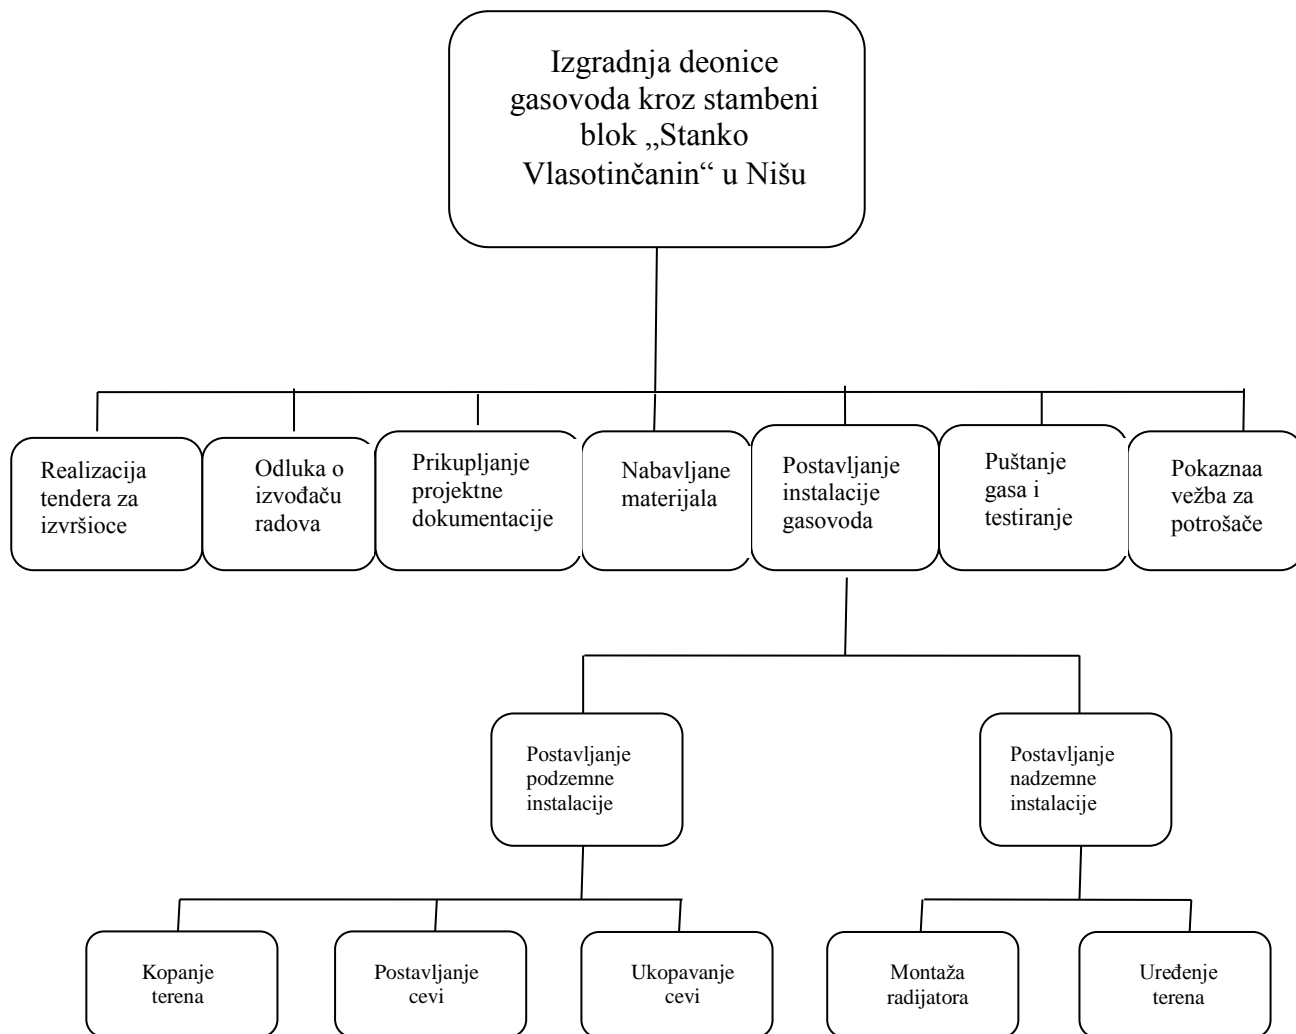 Izgradnja deonice
gasovoda kroz stambeni
blok „Stanko
Vlasotinčanin“ u Nišu
Realizacija
tendera za
izvršioce
Odluka o
izvođaču
radova
Prikupljanje
projektne
dokumentacije
Nabavljane
materijala
Postavljanje
instalacije
gasovoda
Puštanje
gasa i
testiranje
Pokaznaa
vežba za
potrošače
Postavljanje
podzemne
instalacije
Postavljanje
nadzemne
instalacije
Kopanje
terena
Postavljanje
cevi
Ukopavanje
cevi
Montaža
radijatora
Uređenje
terena